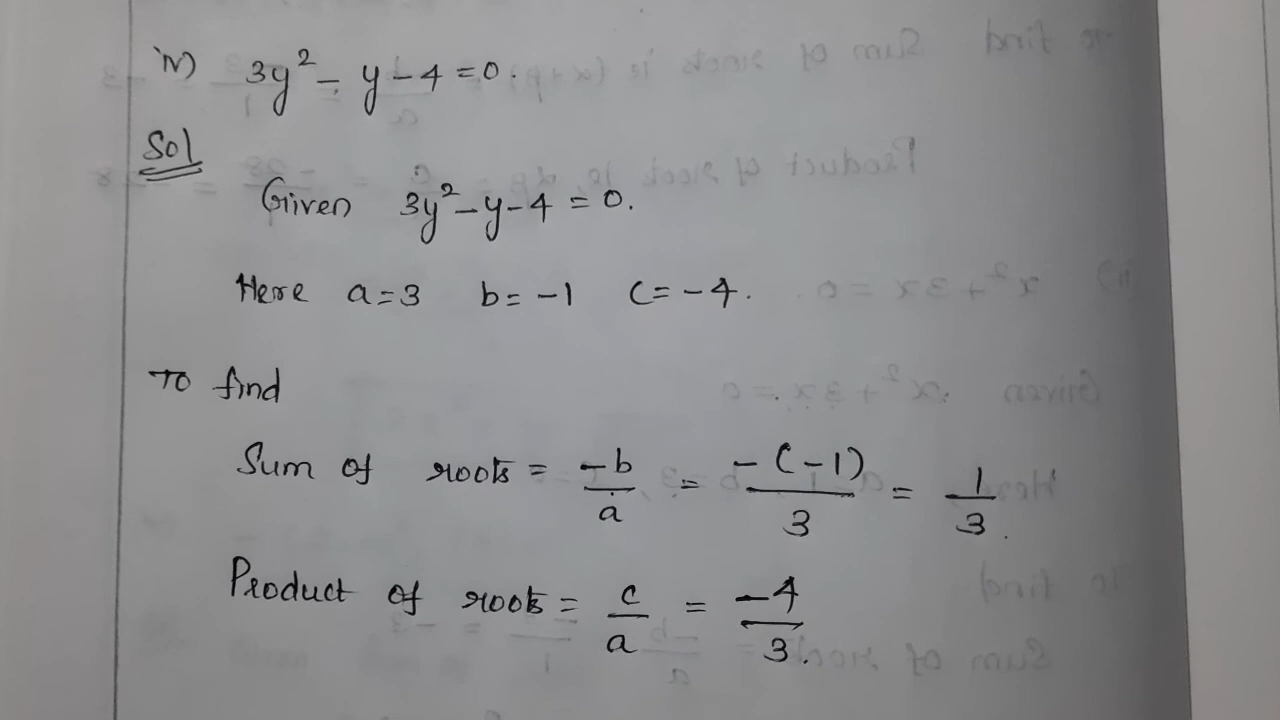 iv) 3y² - y - 4 = 0.
Sol
Given 3y² - y - 4 = 0.
Here a = 3 b = -1 c = -4.
To find
Sum of roots = -b/a = -(-1)/3 = 1/3.
Product of roots = c/a = -4/3.